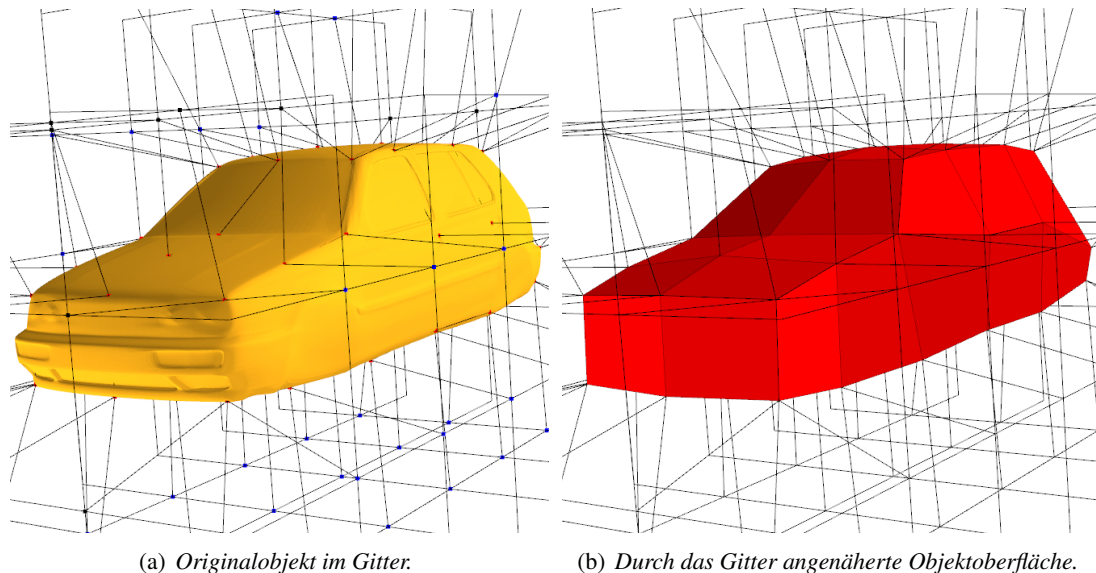 (a) Originalobjekt im Gitter.
(b) Durch das Gitter angenäherte Objektoberfläche.